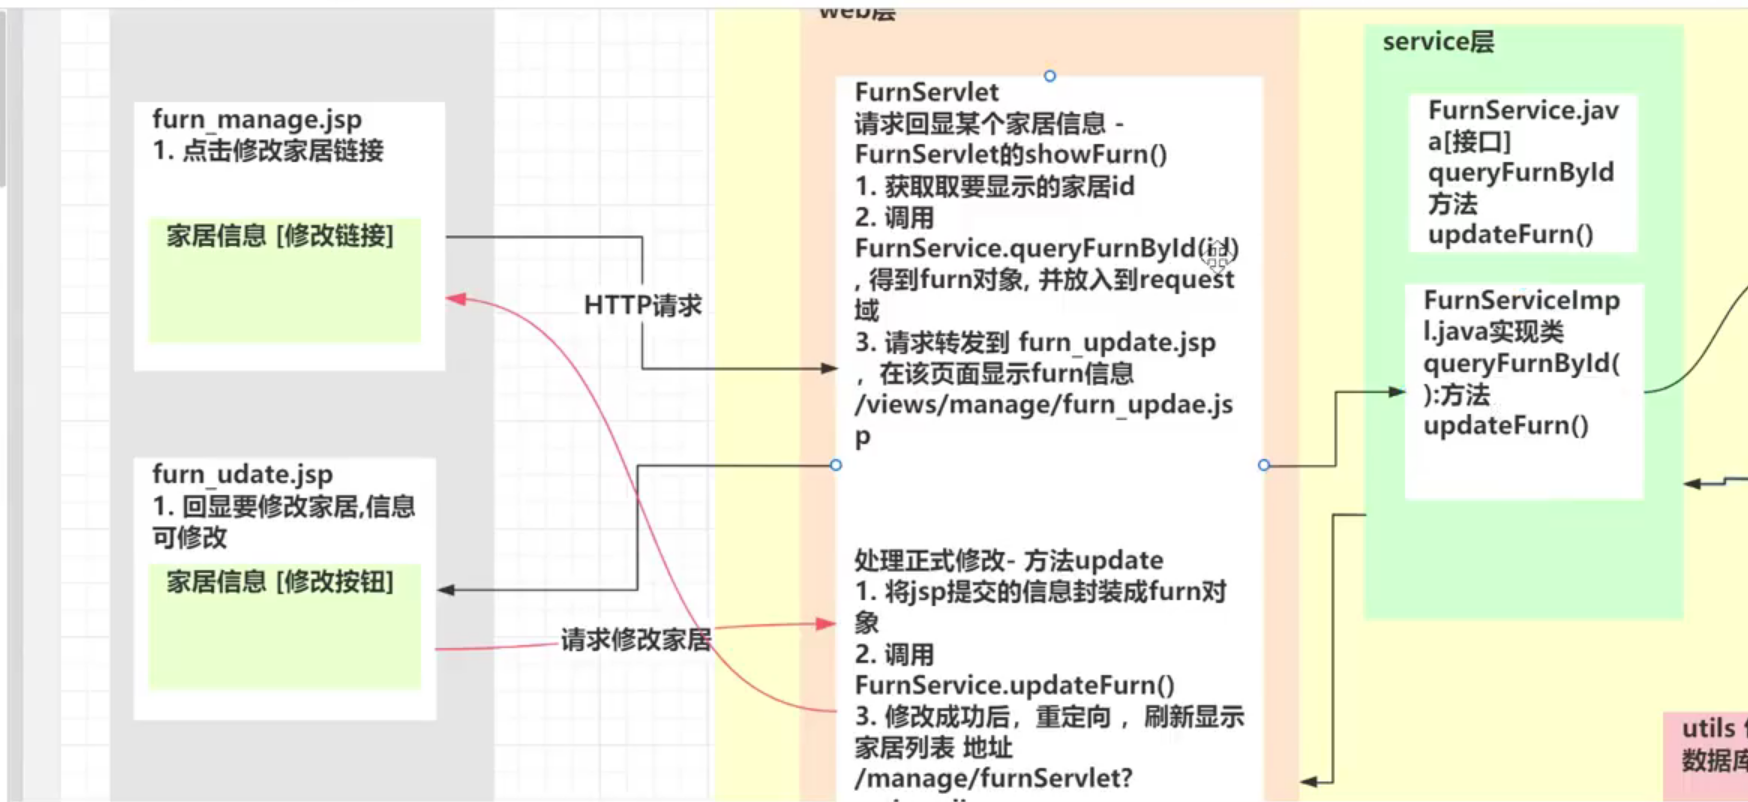 web层
furn_manage.jsp
1. 点击修改家居链接
家居信息 [修改链接]
HTTP请求
furn_udate.jsp
1. 回显要修改家居,信息
可修改
家居信息 [修改按钮]
请求修改家居
FurnServlet
请求回显某个家居信息 -
FurnServlet的showFurn()
1. 获取取要显示的家居id
2. 调用
FurnService.queryFurnById(id)
, 得到furn对象, 并放入到request
域
3. 请求转发到 furn_update.jsp
，在该页面显示furn信息
/views/manage/furn_updae.js
p
处理正式修改- 方法update
1. 将jsp提交的信息封装成furn对
象
2. 调用
FurnService.updateFurn()
3. 修改成功后，重定向 ，刷新显示
家居列表 地址
/manage/furnServlet?
service层
FurnService.jav
a[接口]
queryFurnById
方法
updateFurn()
FurnServiceImp
l.java实现类
queryFurnById(
):方法
updateFurn()
utils
数据库